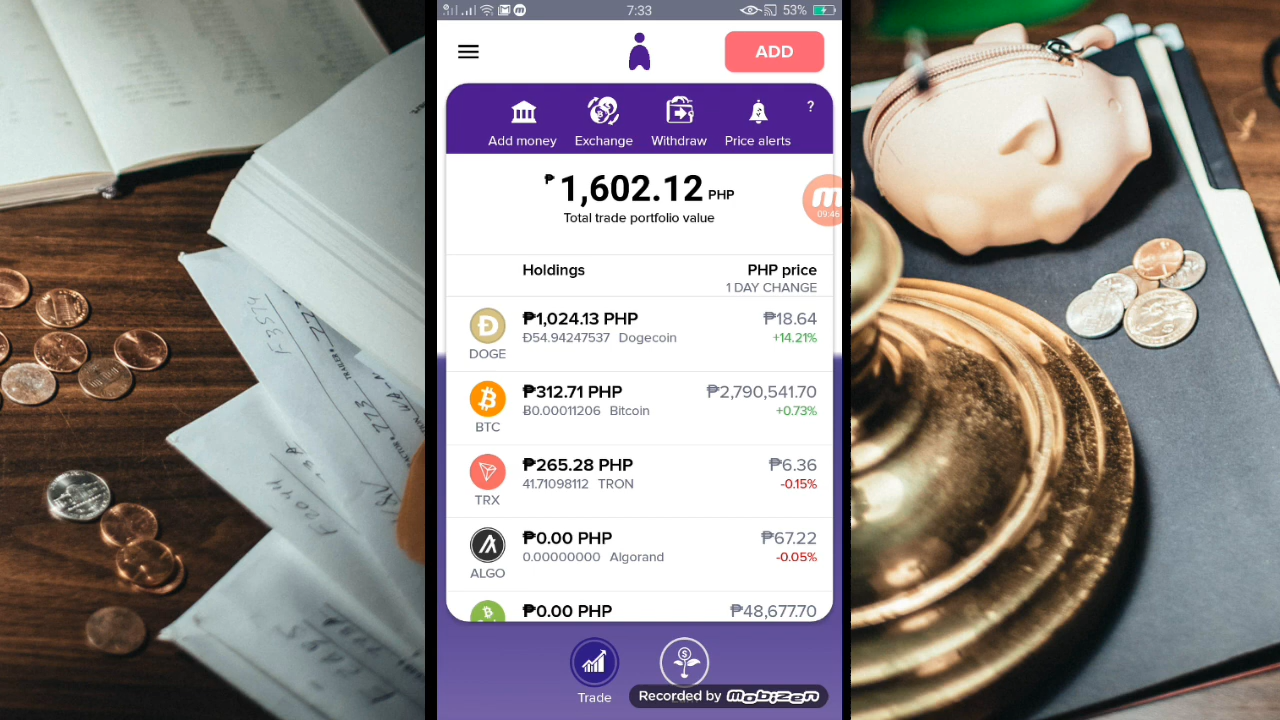 7:33
53%
ADD
Add money Exchange Withdraw Price alerts ?
₱ 1,602.12 PHP
Total trade portfolio value
09:46
Holdings PHP price
1 DAY CHANGE
₱1,024.13 PHP ₱18.64
Ð54.94247537 Dogecoin +14.21%
DOGE
₱312.71 PHP ₱2,790,541.70
Ƀ0.00011206 Bitcoin +0.73%
BTC
₱265.28 PHP ₱6.36
41.71098112 TRON -0.15%
TRX
₱0.00 PHP ₱67.22
0.00000000 Algorand -0.05%
ALGO
₱0.00 PHP ₱48,677.70
Trade
Recorded by mobizen